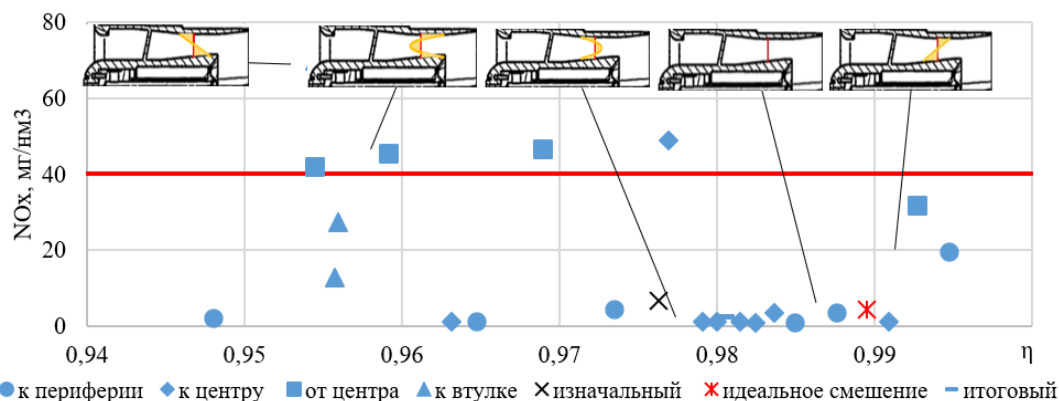 80
60
40
20
0
NOx, мг/нм3
0,94
0,95
0,96
0,97
0,98
0,99
η
к периферии
к центру
от центра
к втулке
изначальный
идеальное смешение
итоговый